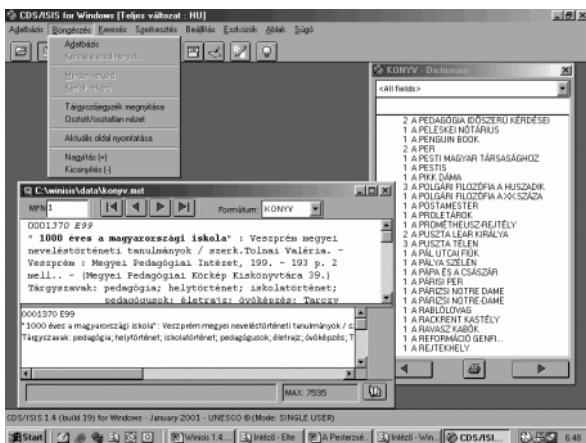 CDS/ISIS for Windows [Teljes változat : HU]
Adatbázis Böngészés Keresés Szerkesztés Beállítás Eszközök Ablak Súgó
Adatbázis
Keresési eredmények...
Minden rekord
Tárgyszójegyzék megnyitása
Osztott/osztatlan nézet
Aktuális oldal nyomtatása
Nagyítás (+)
Kicsinyítés (-)
KONYV - Dictionary
<All fields>
2 A PEDAGÓGIA IDŐSZERŰ KÉRDÉSEI
1 A PELESKEI NÓTÁRIUS
1 A PENGUIN BOOK
2 A PER
1 A PESTI MAGYAR TÁRSASÁGHOZ
1 A PESTIS
1 A PIKK DÁMA
3 A POLGÁRI FILOZÓFIA A HUSZADIK
1 A POLGÁRI FILOZÓFIA A XX.SZÁZA
1 A POSTAMESTER
1 A PROLETÁROK
1 A PROMÉTHEUSZ-REJTÉLY
2 A PUSZTA LEAR KIRÁLYA
3 A PUSZTA TÉLEN
1 A PÁL UTCAI FIÚK
1 A PÁLYA SZÉLÉN
1 A PÁPA ÉS A CSÁSZÁR
1 A PÁRISI PER
1 A PÁRIZSI NOTRE DAME
1 A PÁRIZSI NOTRE-DAME
1 A RABLÓLOVAG
1 A RACKRENT KASTÉLY
1 A RAVASZ KABÓK
1 A REFORMÁCIÓ GENFI...
1 A REJTEKHELY
C:\winisis\data\konyv.mst
MFN 1 Formátum: KONYV
0001370 E99
" 1000 éves a magyarországi iskola" : Veszprém megyei
neveléstörténeti tanulmányok / szerk.Tolnai Valéria. -
Veszprém : Megyei Pedagógiai Intézet, 199. - 193 p. 2
mell.. - (Megyei Pedagógiai Körkép Kiskönyvtára 39.)
Tárgyszavak: pedagógia; helytörténet; iskolatörténet;
pedagógusok; életrajz; óvóképzés; Tarczy
0001370 E99
"1000 éves a magyarországi iskola": Veszprém megyei neveléstörténeti tanulmányok / s
Tárgyszavak: pedagógia; helytörténet; iskolatörténet; pedagógusok; életrajz; óvóképzés; T
MAX: 7535
CDS/ISIS 1.4 (build 19) for Windows - January 2001 - UNESCO ® (Mode: SINGLE USER)
Start Winisis 1.4.... Intéző - Elte A Peterzsé... Intéző - Win... CDS/ISI... 6:40